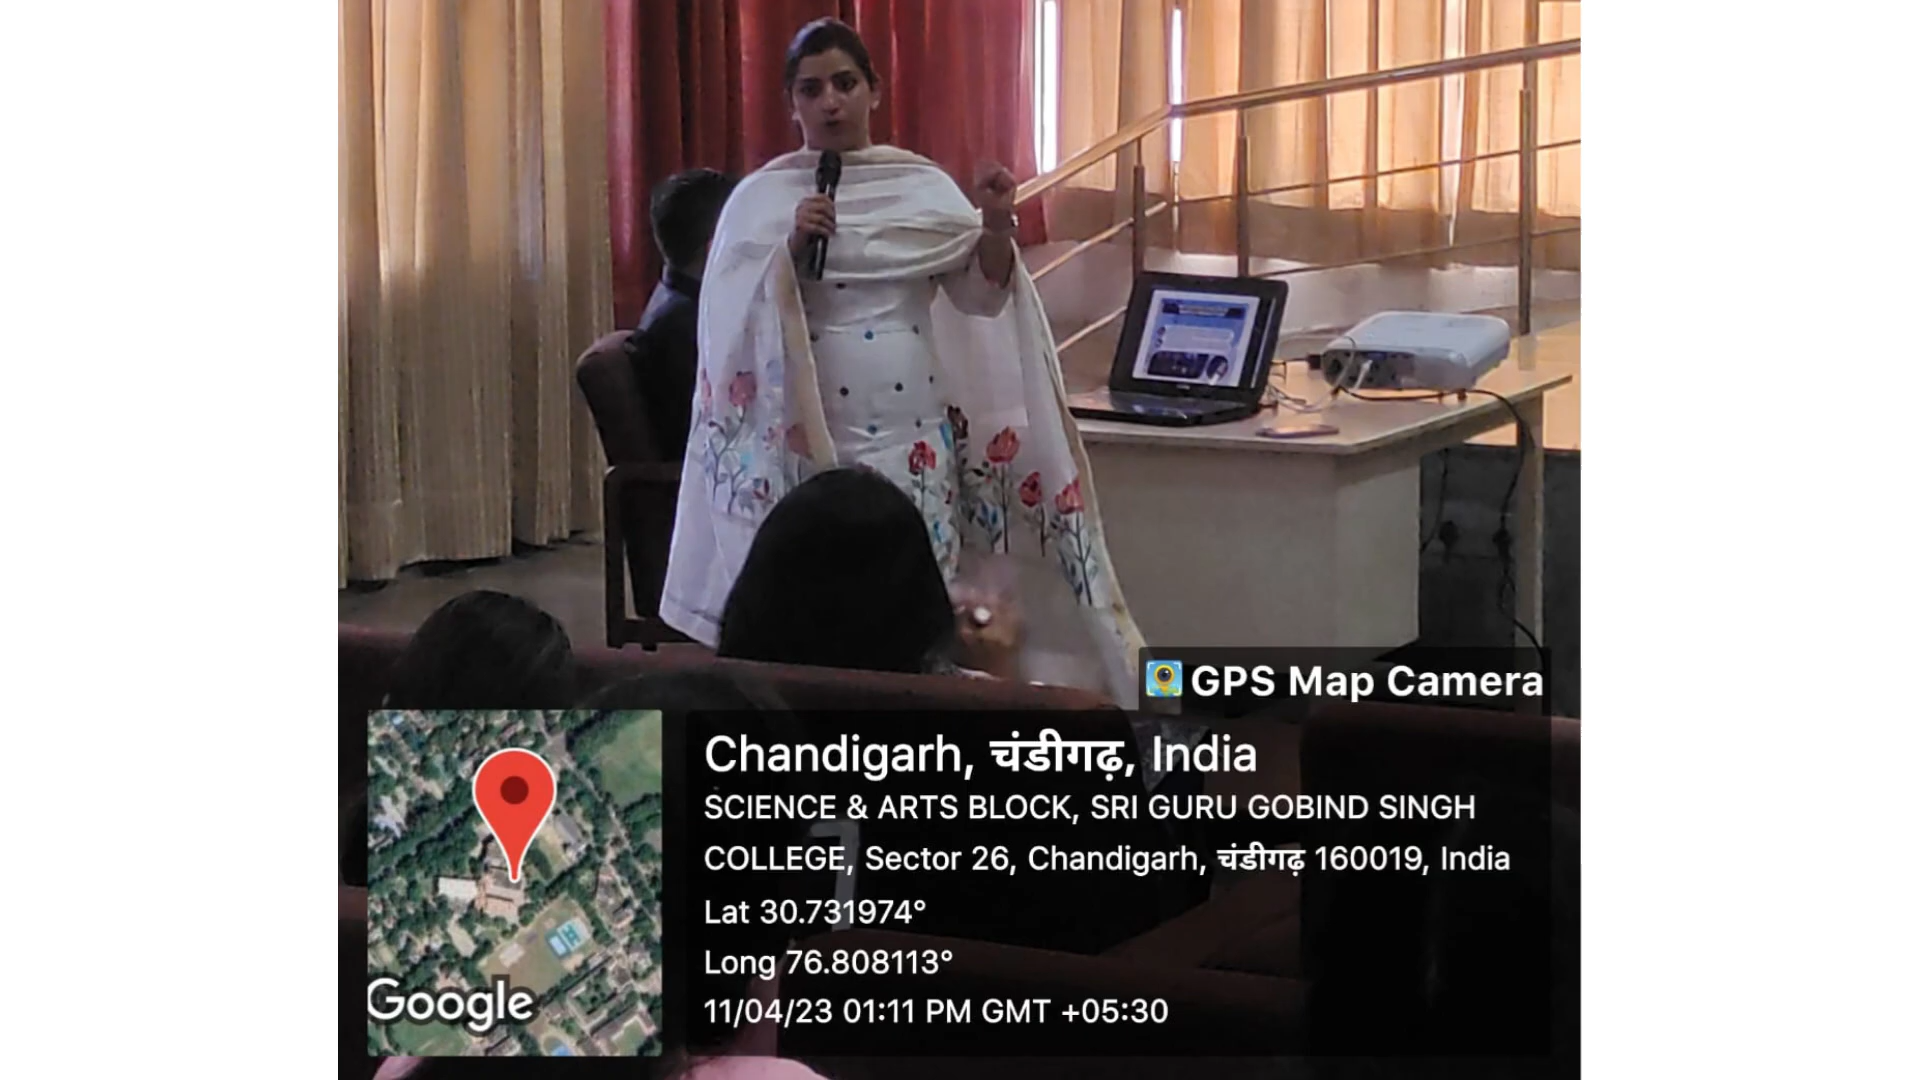 GPS Map Camera
Chandigarh, चंडीगढ़, India
SCIENCE & ARTS BLOCK, SRI GURU GOBIND SINGH
COLLEGE, Sector 26, Chandigarh, चंडीगढ़ 160019, India
Lat 30.731974°
Long 76.808113°
11/04/23 01:11 PM GMT +05:30
Google